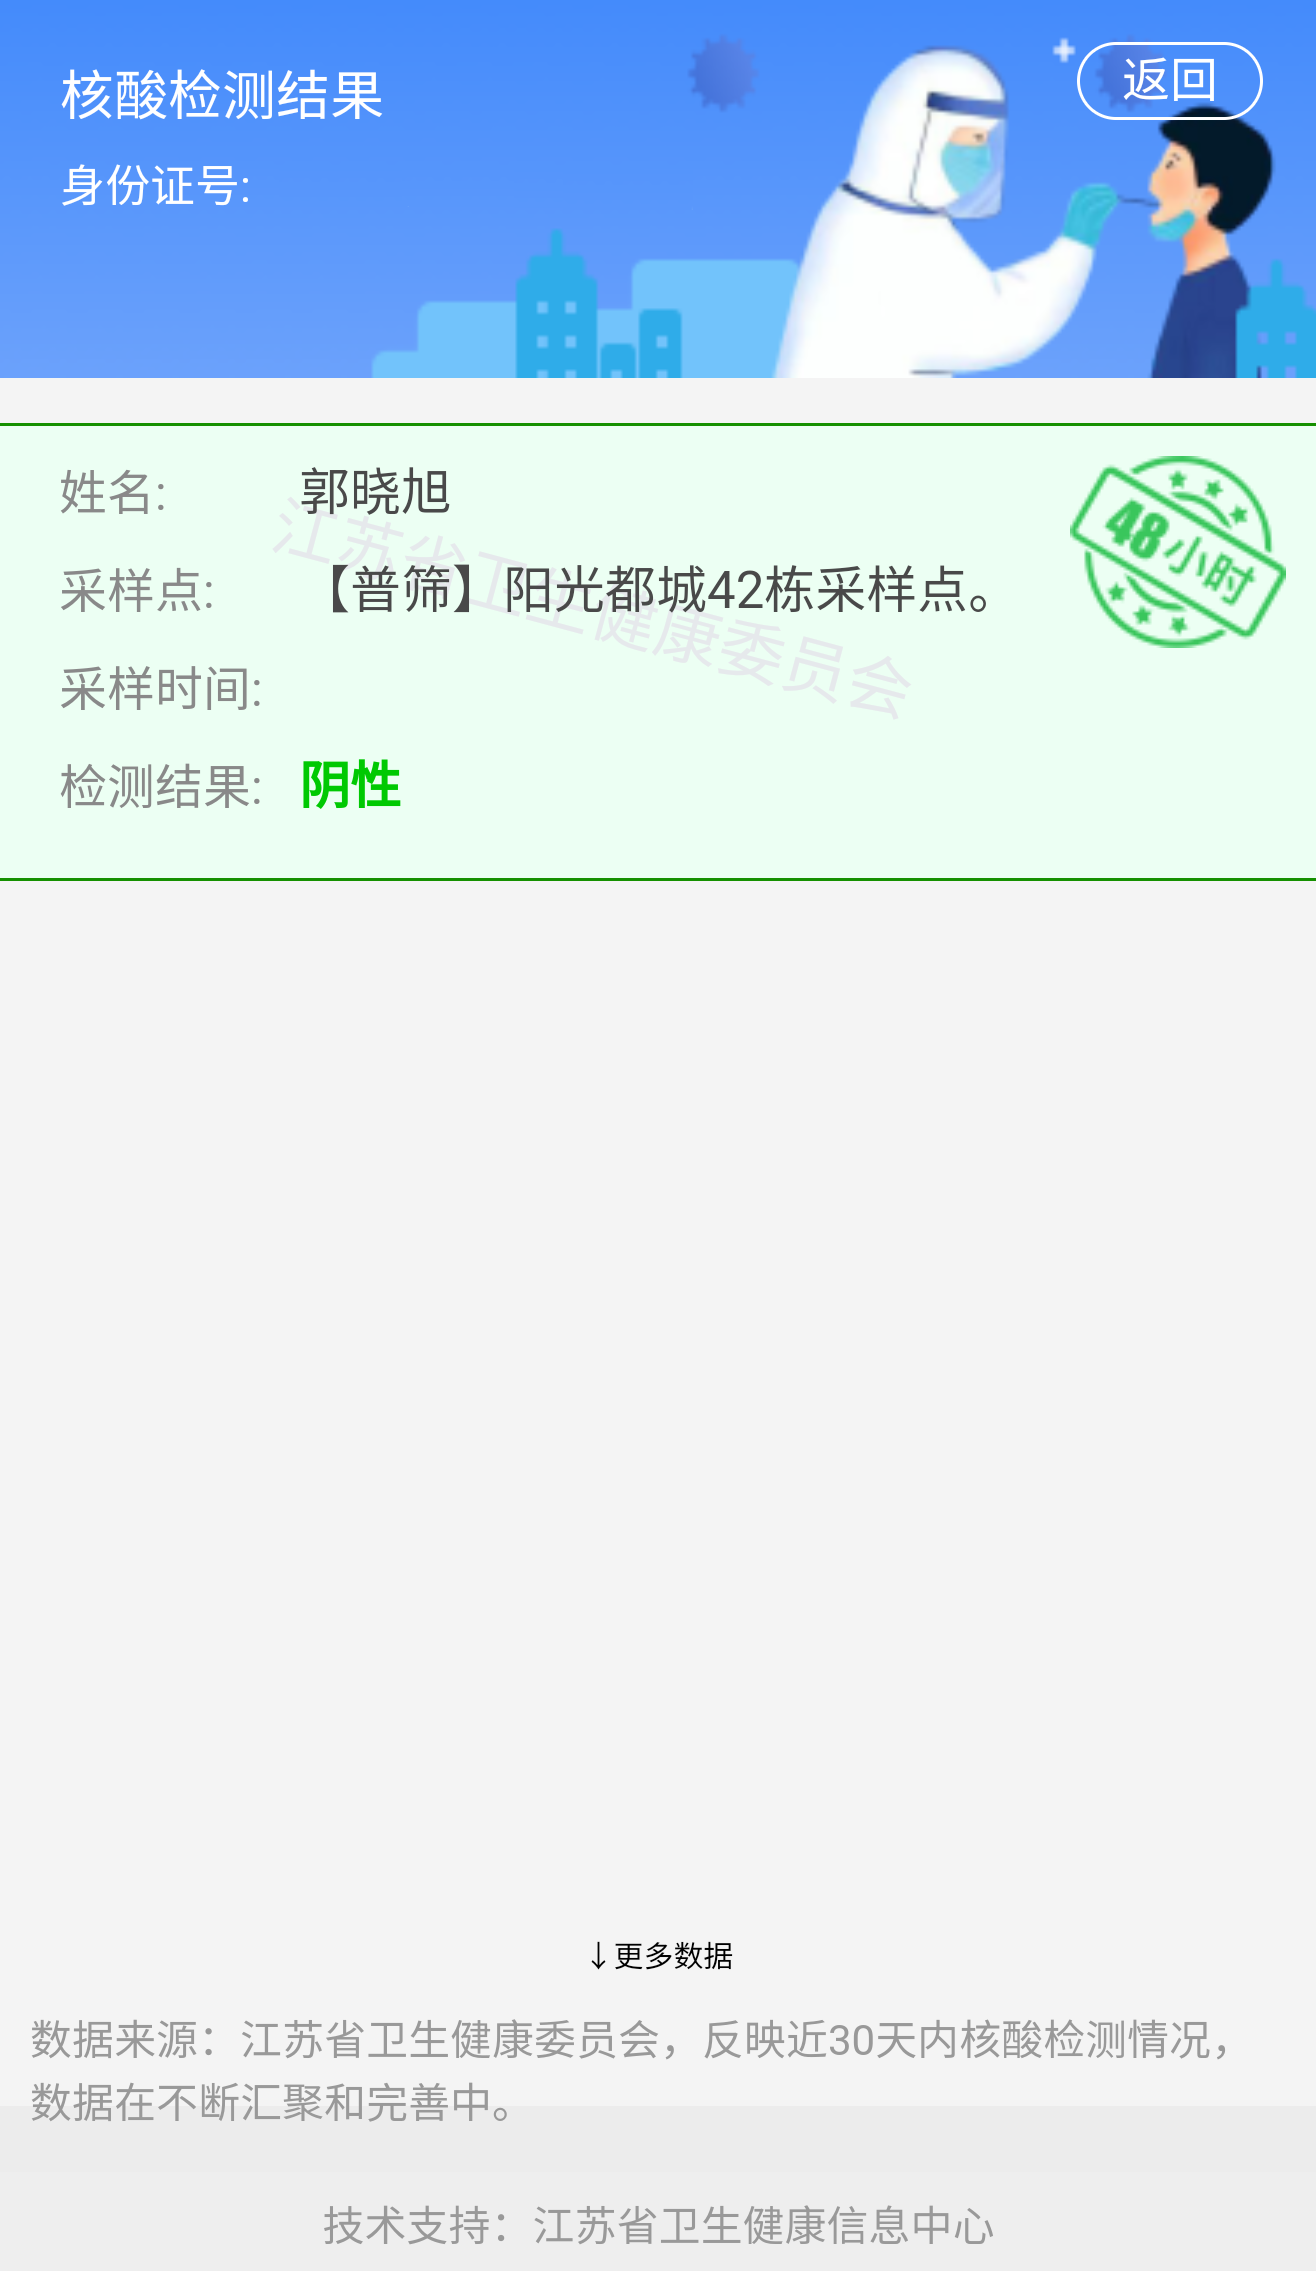 核酸检测结果
返回
身份证号:
姓名: 郭晓旭
48小时
采样点: 【普筛】阳光都城42栋采样点。
江苏省卫生健康委员会
采样时间:
检测结果: 阴性
↓更多数据
数据来源：江苏省卫生健康委员会，反映近30天内核酸检测情况，
数据在不断汇聚和完善中。
技术支持：江苏省卫生健康信息中心